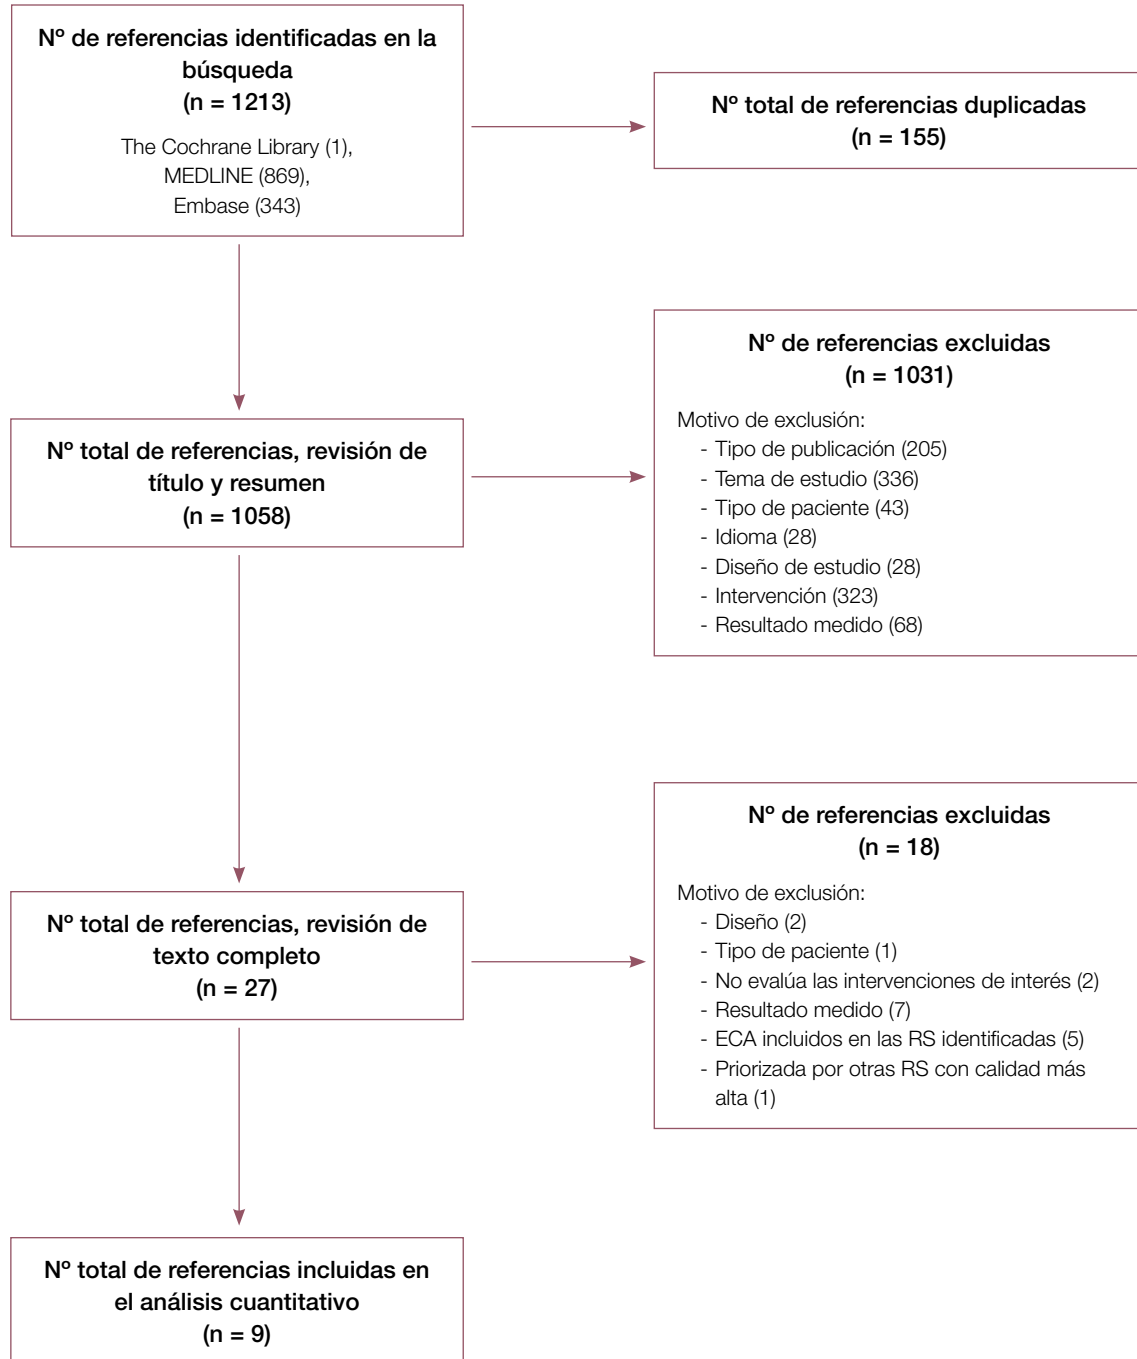 Nº de referencias identificadas en la
búsqueda
(n = 1213)
The Cochrane Library (1),
MEDLINE (869),
Embase (343)
Nº total de referencias duplicadas
(n = 155)
Nº total de referencias, revisión de
título y resumen
(n = 1058)
Nº de referencias excluidas
(n = 1031)
Motivo de exclusión:
- Tipo de publicación (205)
- Tema de estudio (336)
- Tipo de paciente (43)
- Idioma (28)
- Diseño de estudio (28)
- Intervención (323)
- Resultado medido (68)
Nº total de referencias, revisión de
texto completo
(n = 27)
Nº de referencias excluidas
(n = 18)
Motivo de exclusión:
- Diseño (2)
- Tipo de paciente (1)
- No evalúa las intervenciones de interés (2)
- Resultado medido (7)
- ECA incluidos en las RS identificadas (5)
- Priorizada por otras RS con calidad más
alta (1)
Nº total de referencias incluidas en
el análisis cuantitativo
(n = 9)